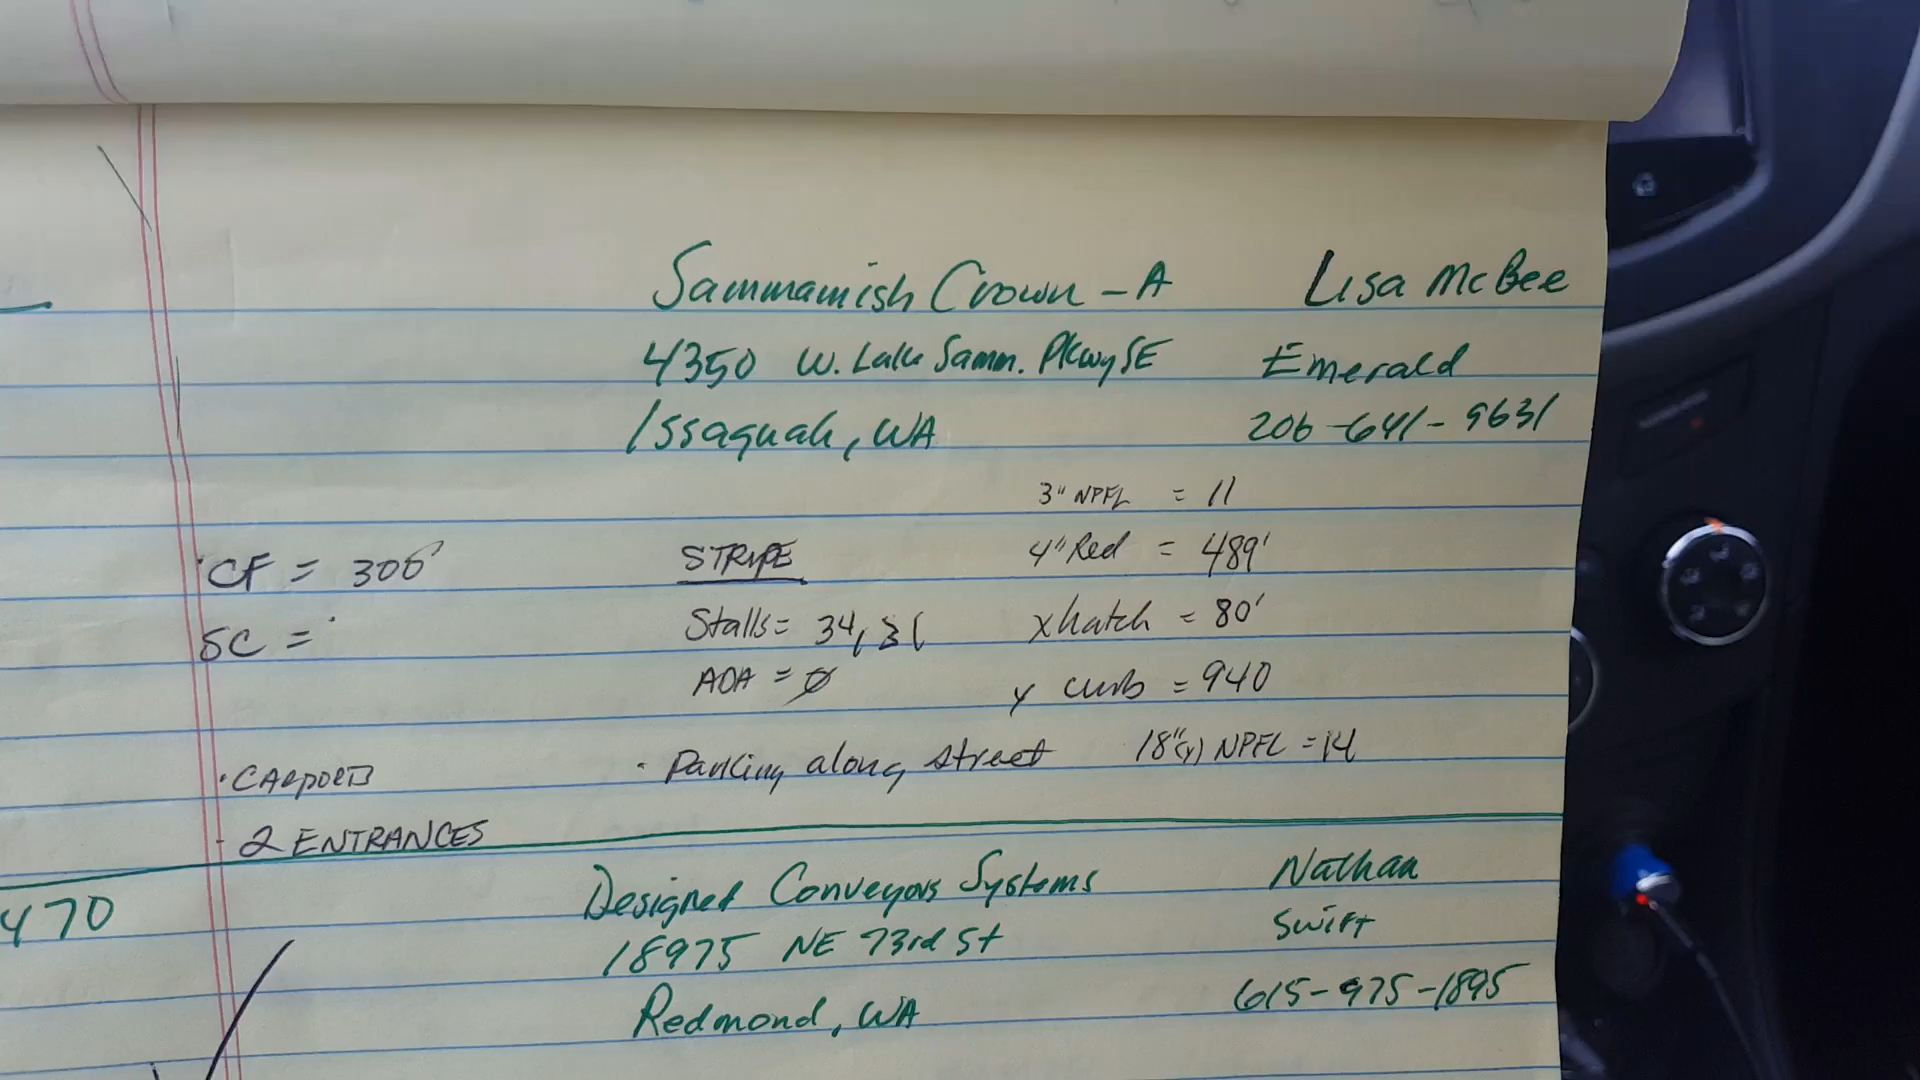 Sammamish Crown - A Lisa McBee
4350 W. Lake Samm. Pkwy SE Emerald
Issaquah, WA 206-641-9631
3" NPFL = 11
· CF = 306' STRIPE 4" Red = 489'
SC = Stalls = 34, 31 xhatch = 80'
ADA = Ø y curb = 940
· CARPORTS · Parking along street 18"(y) NPFL = 14
· 2 ENTRANCES
470 Designed Conveyors Systems Nathan
18975 NE 73rd St Swift
Redmond, WA 615-975-1895